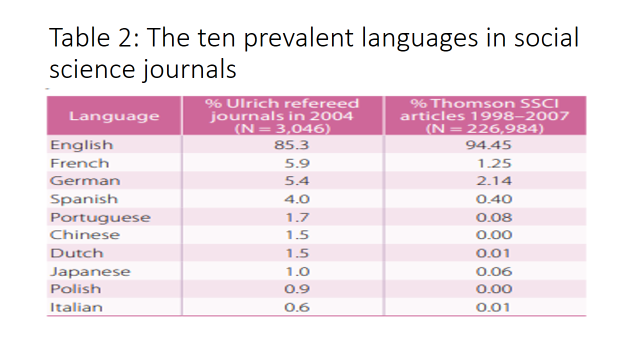 Table 2: The ten prevalent languages in social
science journals
Language % Ulrich refereed journals in 2004 (N = 3,046) % Thomson SSCI articles 1998–2007 (N = 226,984)
English 85.3 94.45
French 5.9 1.25
German 5.4 2.14
Spanish 4.0 0.40
Portuguese 1.7 0.08
Chinese 1.5 0.00
Dutch 1.5 0.01
Japanese 1.0 0.06
Polish 0.9 0.00
Italian 0.6 0.01